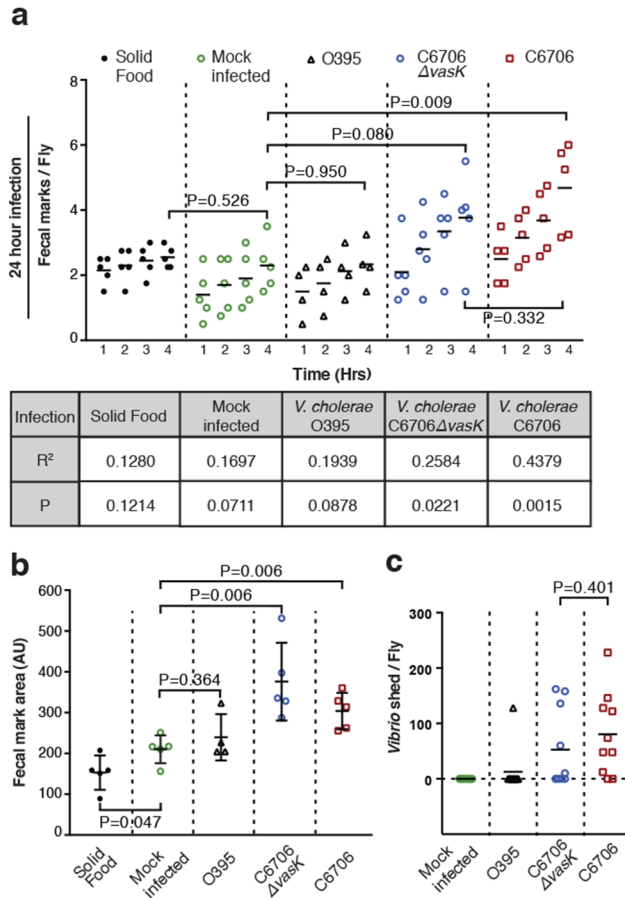 a
Solid Food
Mock infected
O395
C6706 ΔvasK
C6706
24 hour infection
Fecal marks / Fly
8
6
4
2
0
P=0.009
P=0.080
P=0.950
P=0.526
P=0.332
1 2 3 4 1 2 3 4 1 2 3 4 1 2 3 4 1 2 3 4
Time (Hrs)
Infection Solid Food Mock infected V. cholerae O395 V. cholerae C6706ΔvasK V. cholerae C6706
R² 0.1280 0.1697 0.1939 0.2584 0.4379
P 0.1214 0.0711 0.0878 0.0221 0.0015
b
Fecal mark area (AU)
600
500
400
300
200
100
0
P=0.006
P=0.006
P=0.364
P=0.047
Solid Food
Mock infected
O395
C6706 ΔvasK
C6706
c
Vibrio shed / Fly
300
200
100
0
P=0.401
Mock infected
O395
C6706 ΔvasK
C6706